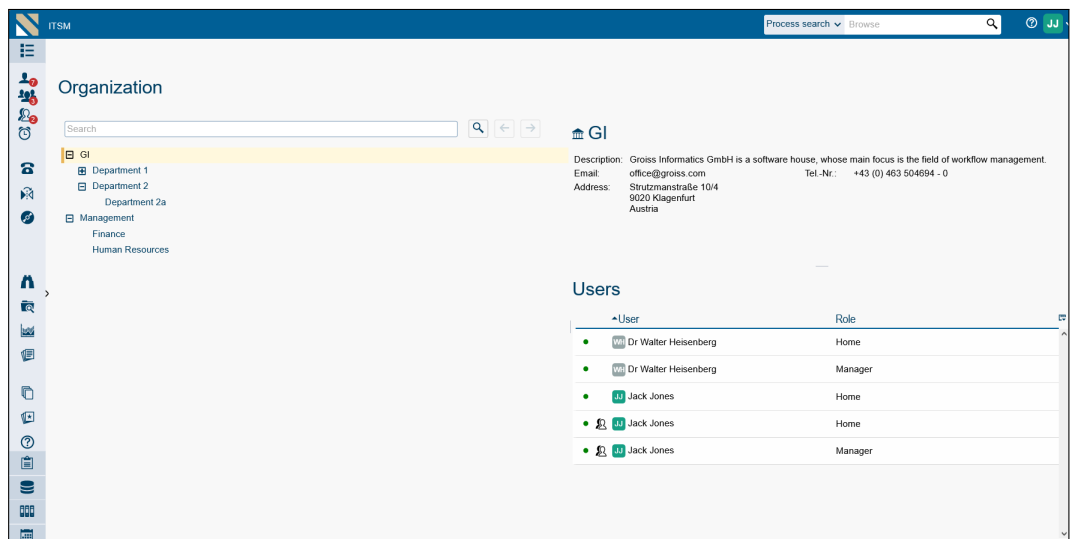 ITSM
Process search
Browse
JJ
7
3
2
Organization
Search
GI
Department 1
Department 2
Department 2a
Management
Finance
Human Resources
GI
Description: Groiss Informatics GmbH is a software house, whose main focus is the field of workflow management.
Email: office@groiss.com Tel.-Nr.: +43 (0) 463 504694 - 0
Address: Strutzmanstraße 10/4
9020 Klagenfurt
Austria
Users
User Role
WH Dr Walter Heisenberg Home
WH Dr Walter Heisenberg Manager
JJ Jack Jones Home
JJ Jack Jones Home
JJ Jack Jones Manager